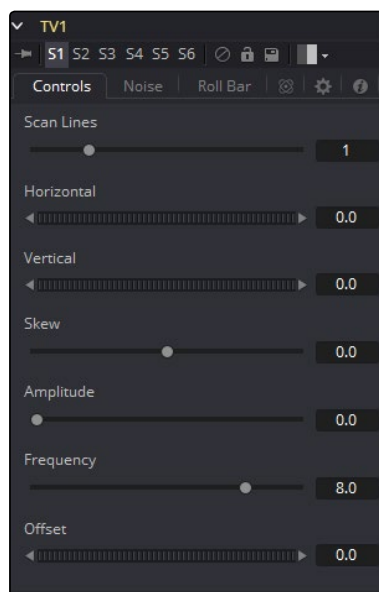 TV1
S1 S2 S3 S4 S5 S6
Controls Noise Roll Bar
Scan Lines
1
Horizontal
0.0
Vertical
0.0
Skew
0.0
Amplitude
0.0
Frequency
8.0
Offset
0.0